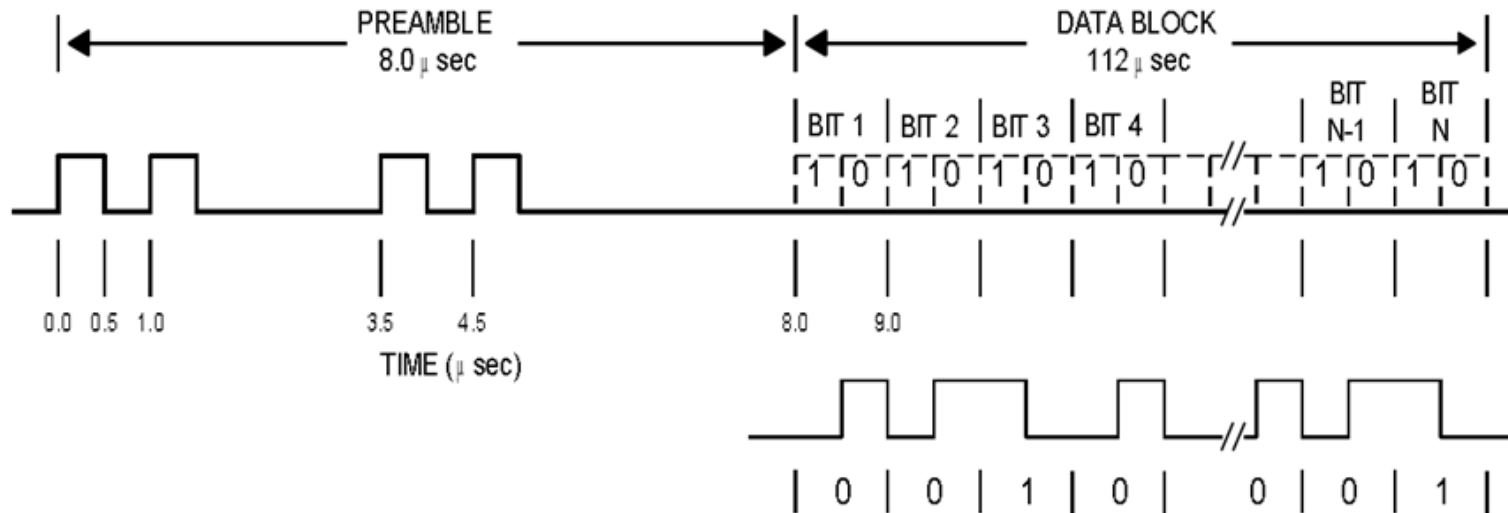 PREAMBLE
8.0 μ sec
DATA BLOCK
112 μ sec
BIT 1 BIT 2 BIT 3 BIT 4 BIT N-1 BIT N
1 0 1 0 1 0 1 0 // 1 0 1 0
//
0.0 0.5 1.0 3.5 4.5 8.0 9.0
TIME (μ sec)
//
0 0 1 0 0 0 1